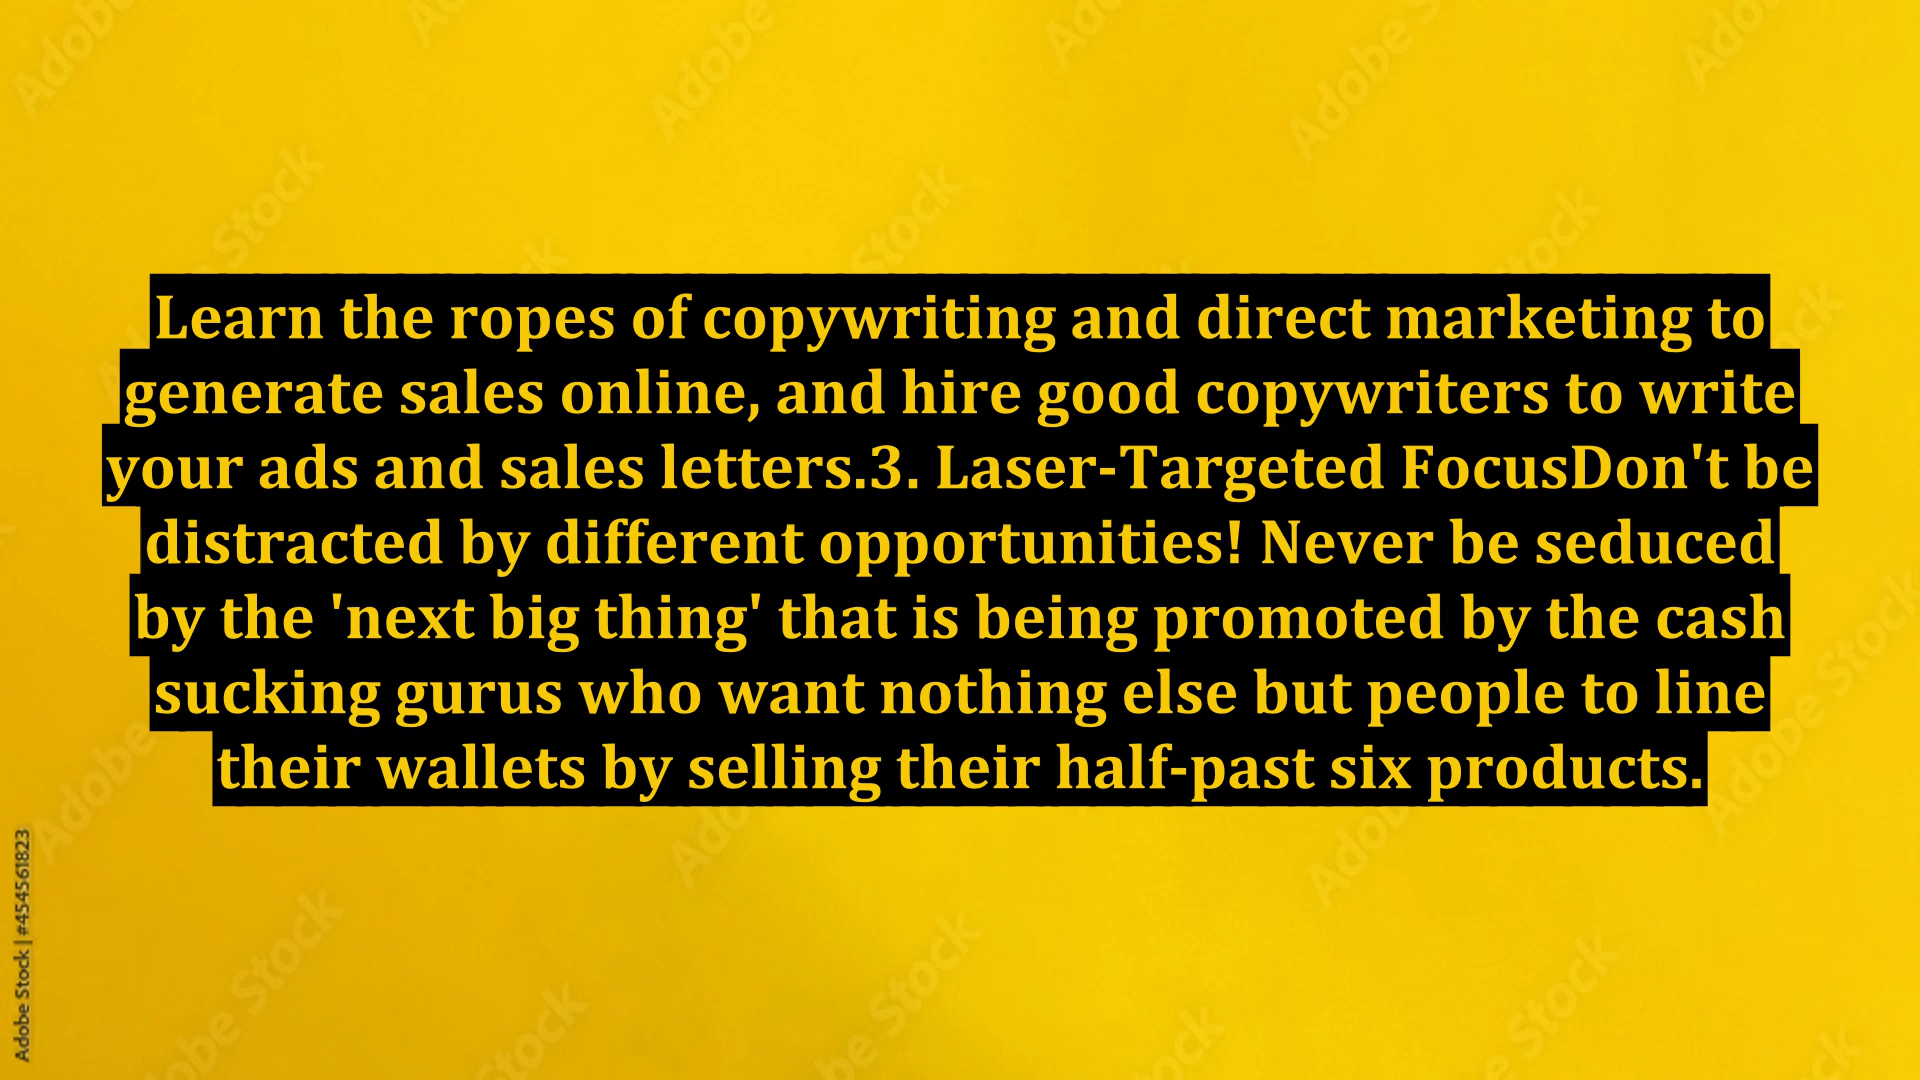 Learn the ropes of copywriting and direct marketing to
generate sales online, and hire good copywriters to write
your ads and sales letters.3. Laser-Targeted FocusDon't be
distracted by different opportunities! Never be seduced
by the 'next big thing' that is being promoted by the cash
sucking gurus who want nothing else but people to line
their wallets by selling their half-past six products.
Adobe Stock | #454561823